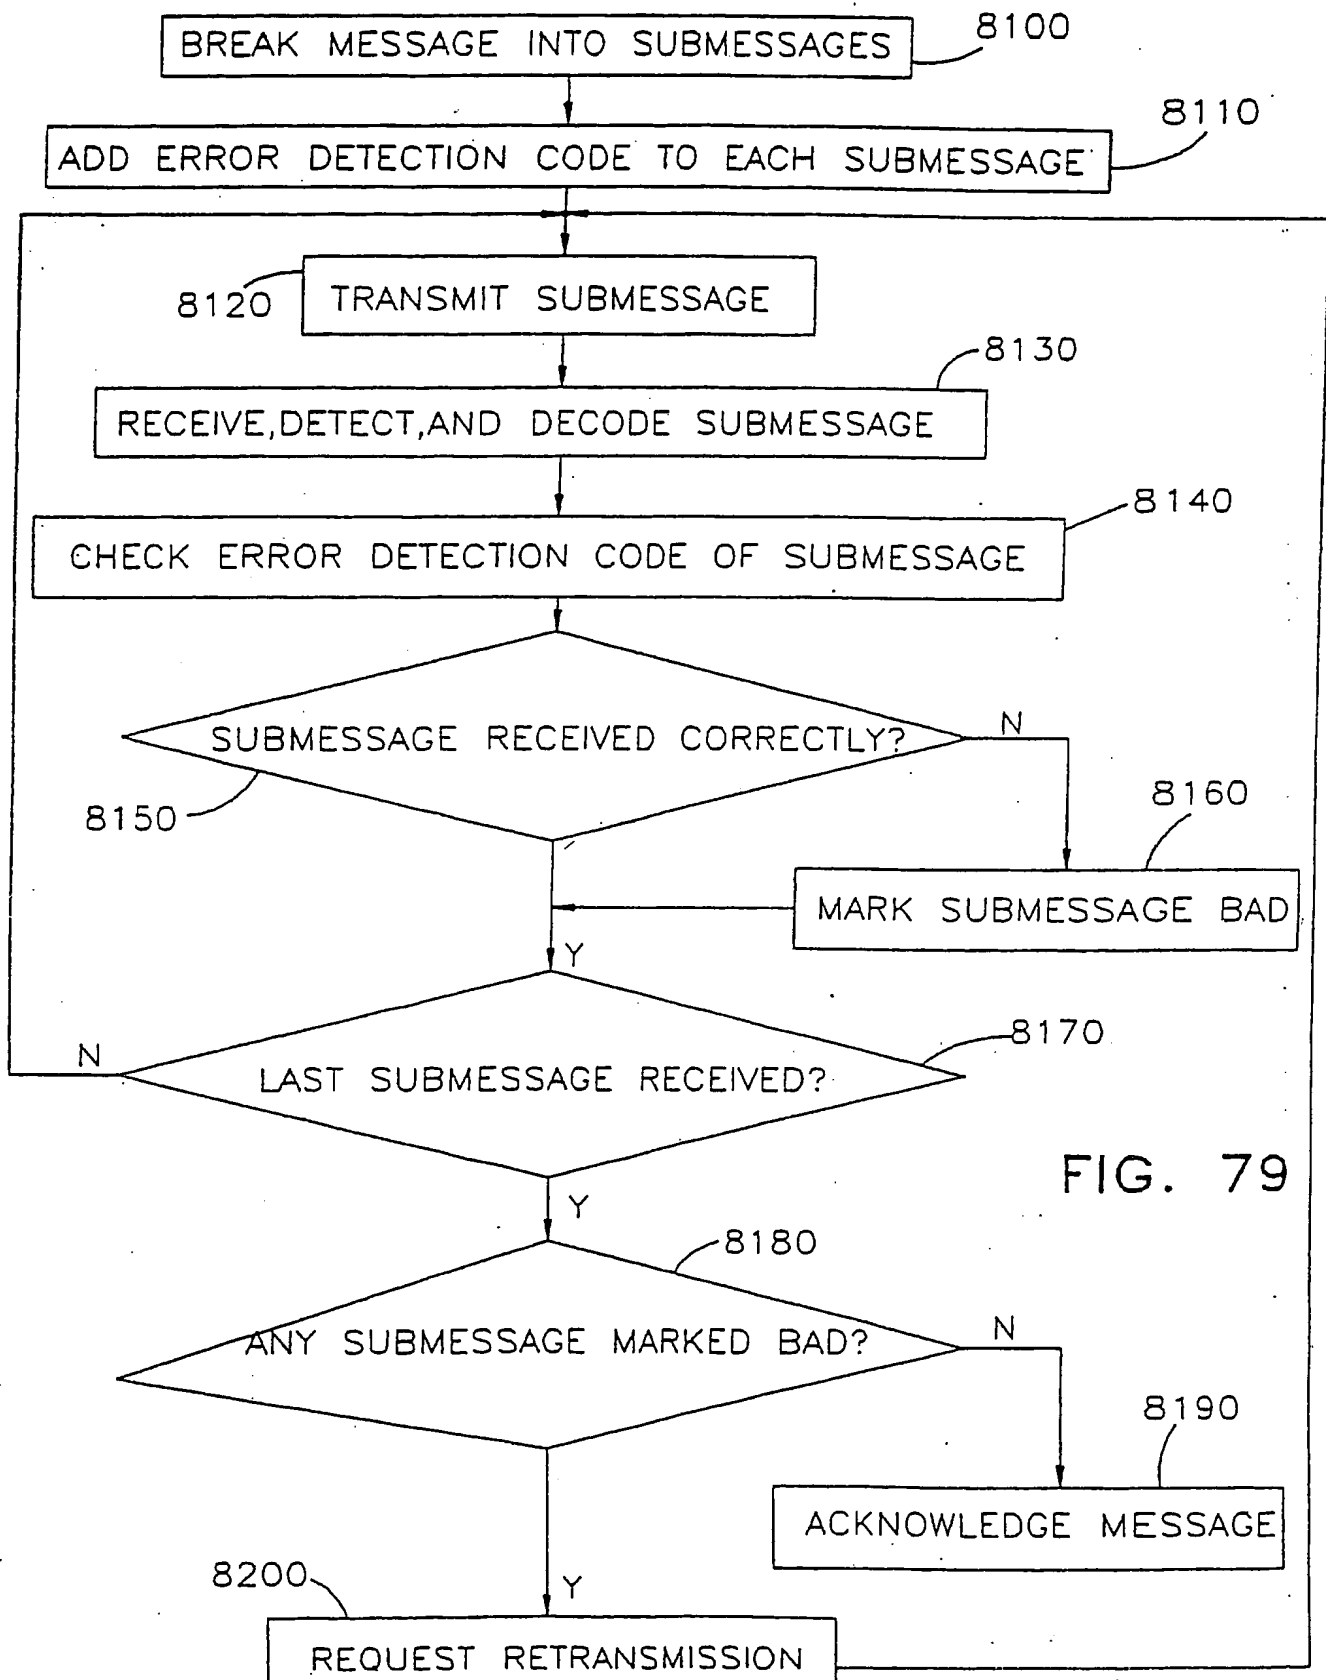 BREAK MESSAGE INTO SUBMESSAGES
8100
ADD ERROR DETECTION CODE TO EACH SUBMESSAGE
8110
8120
TRANSMIT SUBMESSAGE
8130
RECEIVE,DETECT,AND DECODE SUBMESSAGE
8140
CHECK ERROR DETECTION CODE OF SUBMESSAGE
SUBMESSAGE RECEIVED CORRECTLY?
N
8150
8160
MARK SUBMESSAGE BAD
Y
8170
N
LAST SUBMESSAGE RECEIVED?
FIG. 79
Y
8180
ANY SUBMESSAGE MARKED BAD?
N
8190
ACKNOWLEDGE MESSAGE
8200
Y
REQUEST RETRANSMISSION